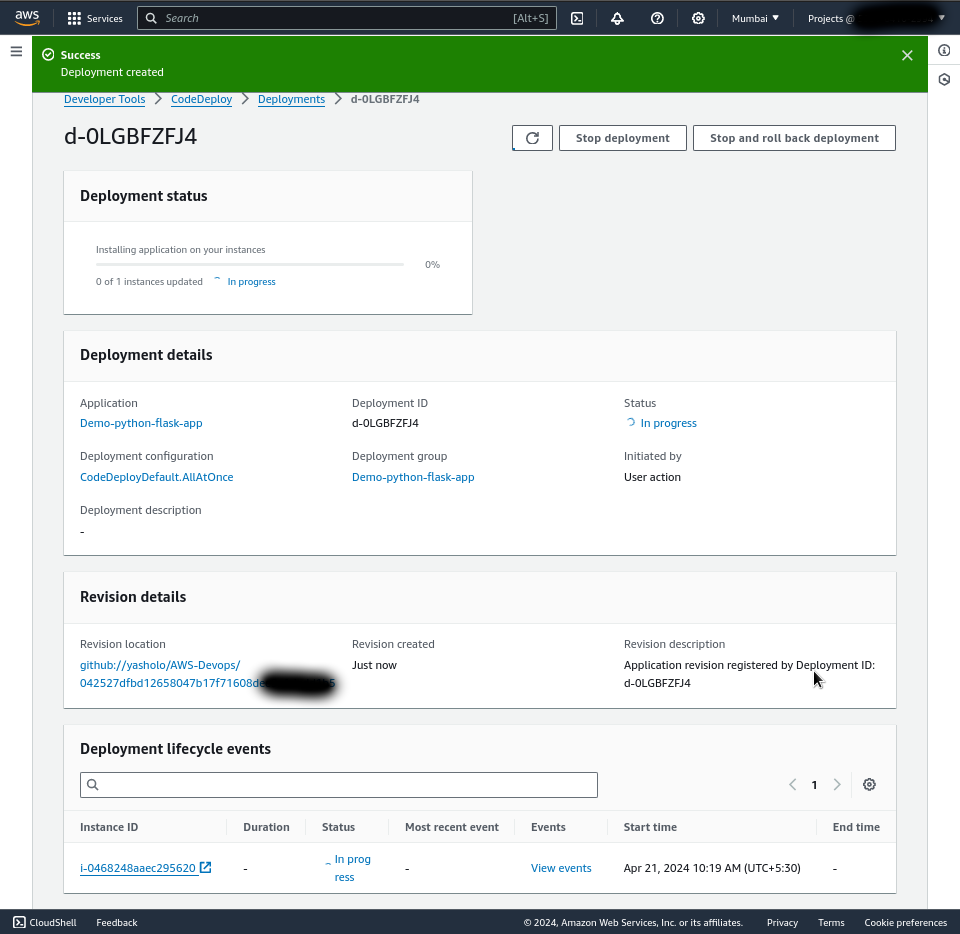 aws Services Search [Alt+S] Mumbai Projects @
Success
Deployment created
Developer Tools CodeDeploy Deployments d-0LGBFZFJ4
d-0LGBFZFJ4 Stop deployment Stop and roll back deployment
Deployment status
Installing application on your instances
0%
0 of 1 instances updated In progress
Deployment details
Application Deployment ID Status
Demo-python-flask-app d-0LGBFZFJ4 In progress
Deployment configuration Deployment group Initiated by
CodeDeployDefault.AllAtOnce Demo-python-flask-app User action
Deployment description
-
Revision details
Revision location Revision created Revision description
github://yasholo/AWS-Devops/ Just now Application revision registered by Deployment ID:
042527dfbd12658047b17f71608de d-0LGBFZFJ4
Deployment lifecycle events
1
Instance ID Duration Status Most recent event Events Start time End time
i-0468248aaec295620 - In prog - View events Apr 21, 2024 10:19 AM (UTC+5:30) -
ress
CloudShell Feedback © 2024, Amazon Web Services, Inc. or its affiliates. Privacy Terms Cookie preferences